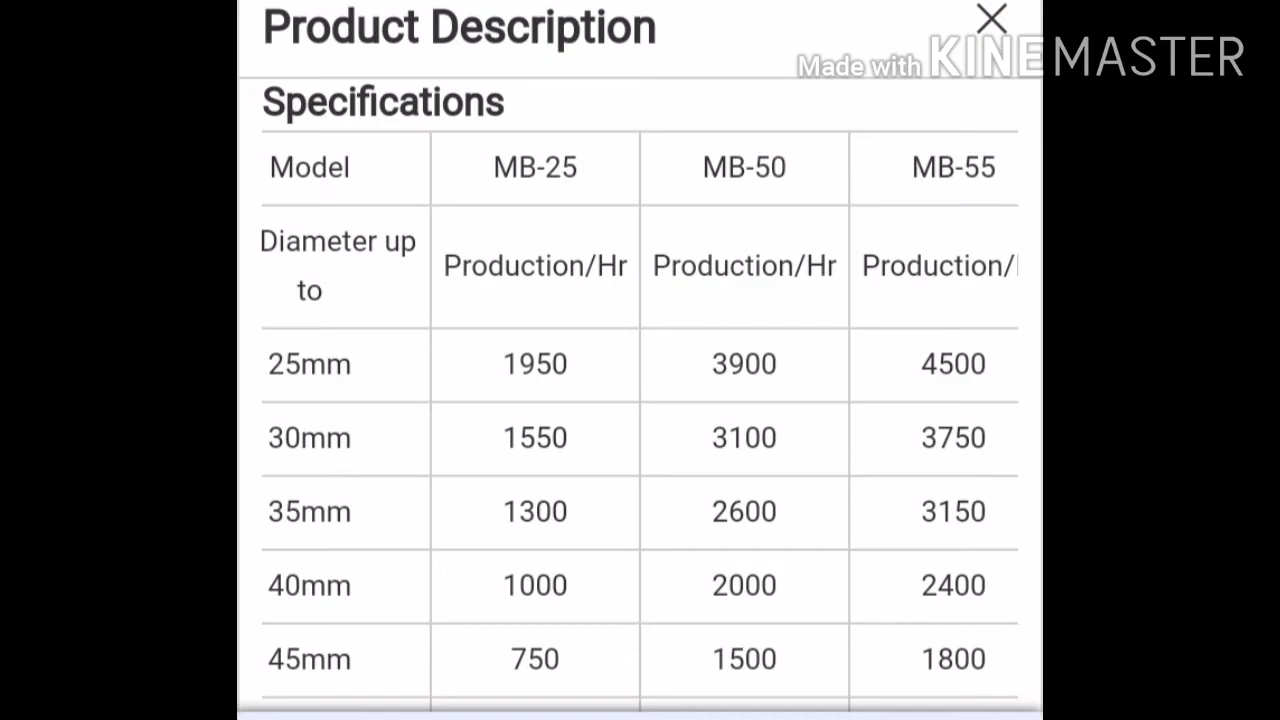 Product Description
Made with KINEMASTER
Specifications
Model MB-25 MB-50 MB-55
Diameter up to Production/Hr Production/Hr Production/
25mm 1950 3900 4500
30mm 1550 3100 3750
35mm 1300 2600 3150
40mm 1000 2000 2400
45mm 750 1500 1800